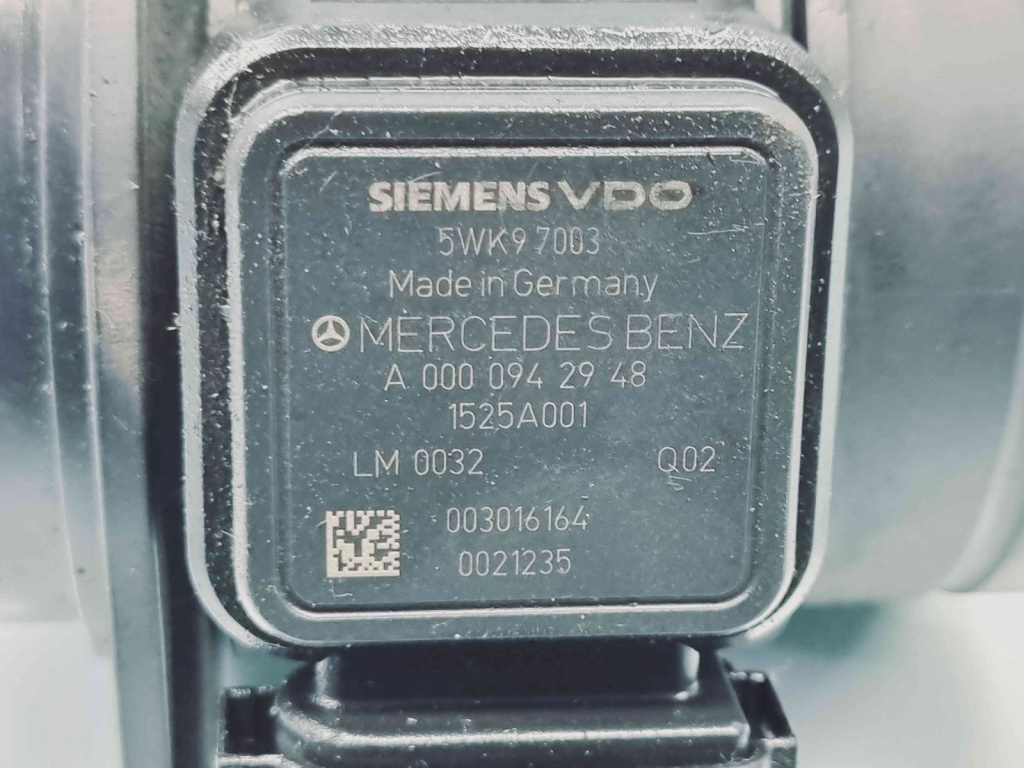 SIEMENS VDO
5WK9 7003
Made in Germany
MERCEDES BENZ
A 000 094 29 48
1525A001
LM 0032 Q02
003016164
0021235